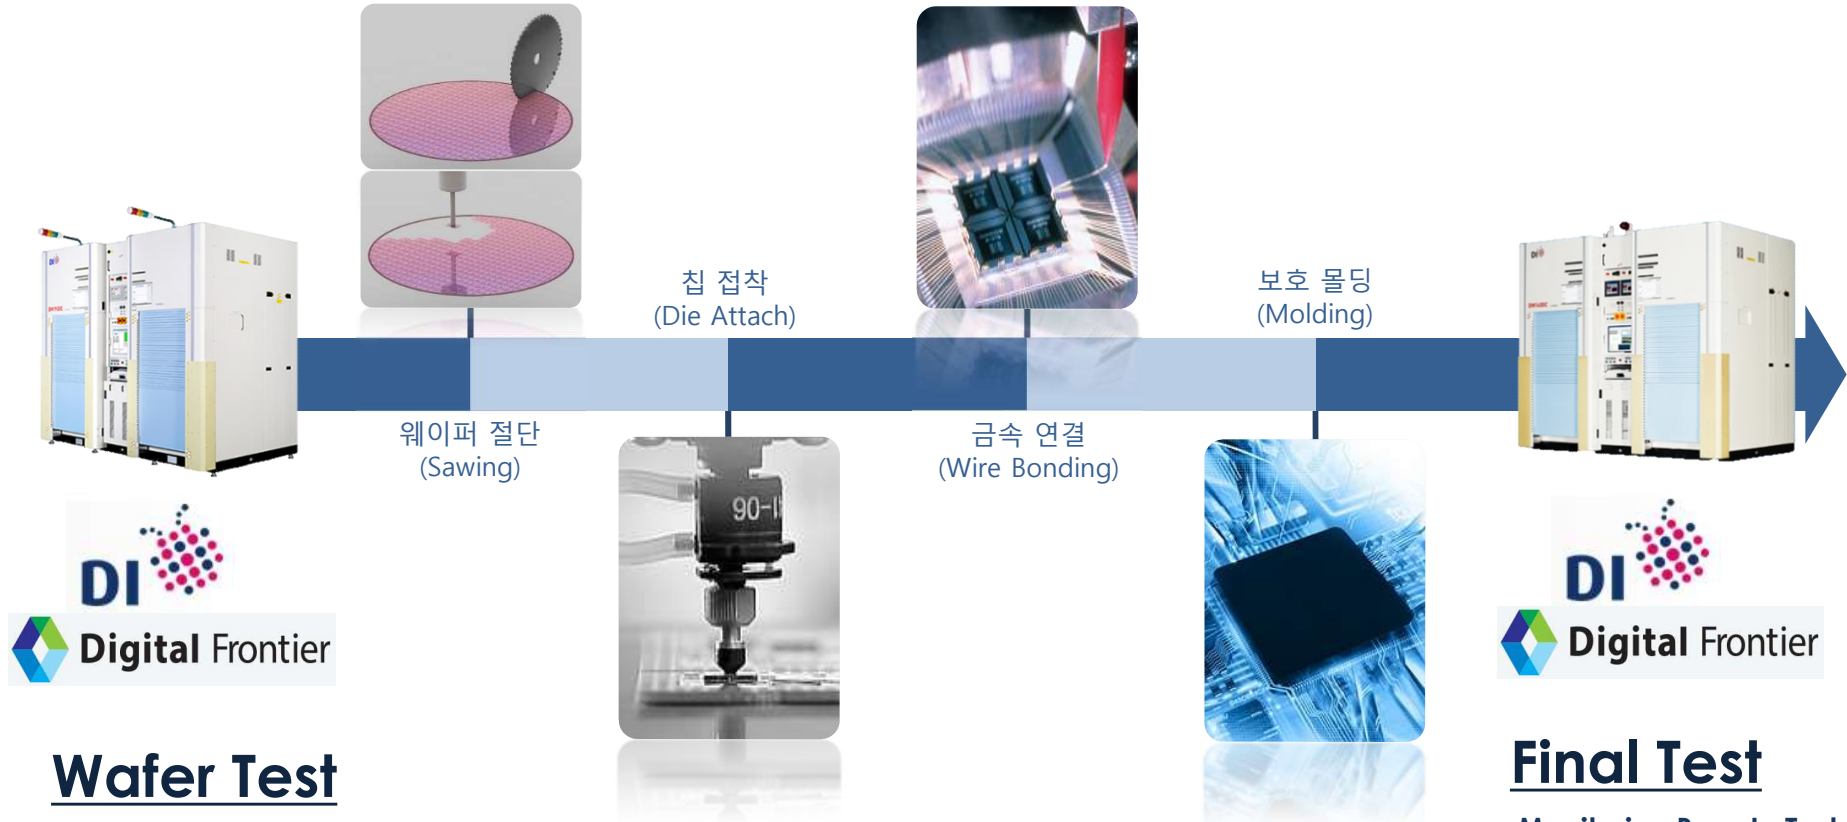 칩 접착
(Die Attach)
보호 몰딩
(Molding)
웨이퍼 절단
(Sawing)
금속 연결
(Wire Bonding)
90-
DI
Digital Frontier
DI
Digital Frontier
Wafer Test
Final Test